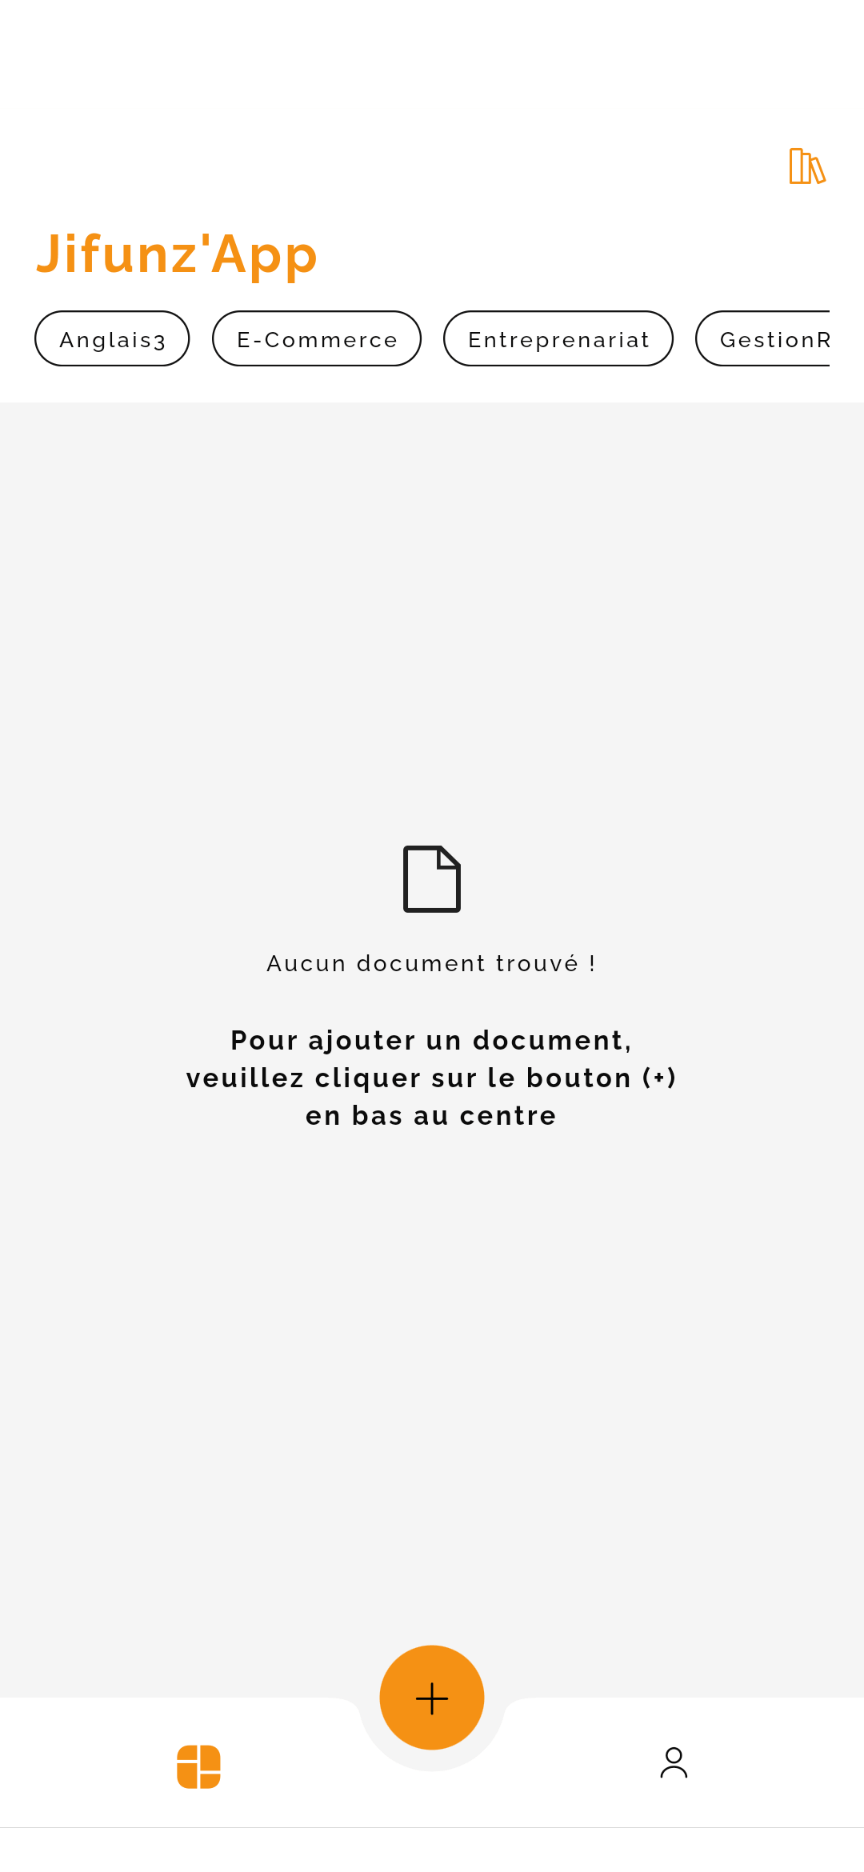 Jifunz'App
Anglais3 E-Commerce Entreprenariat GestionR
Aucun document trouvé !
Pour ajouter un document,
veuillez cliquer sur le bouton (+)
en bas au centre